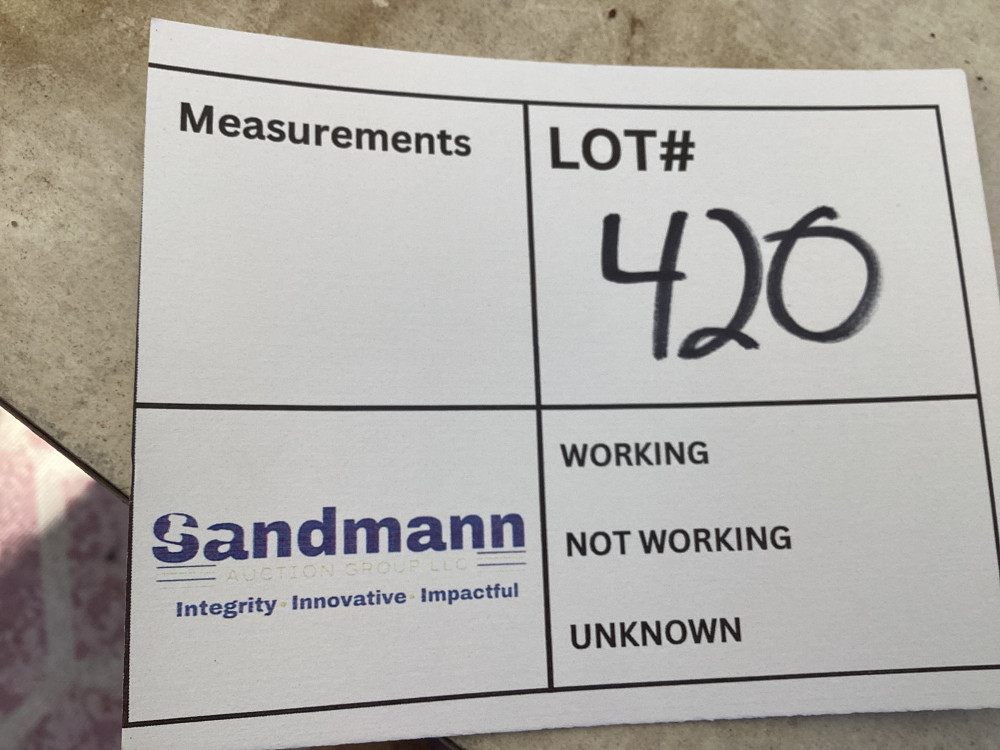 Measurements
LOT#
420
Sandmann
AUCTION GROUP LLC
Integrity · Innovative · Impactful
WORKING
NOT WORKING
UNKNOWN